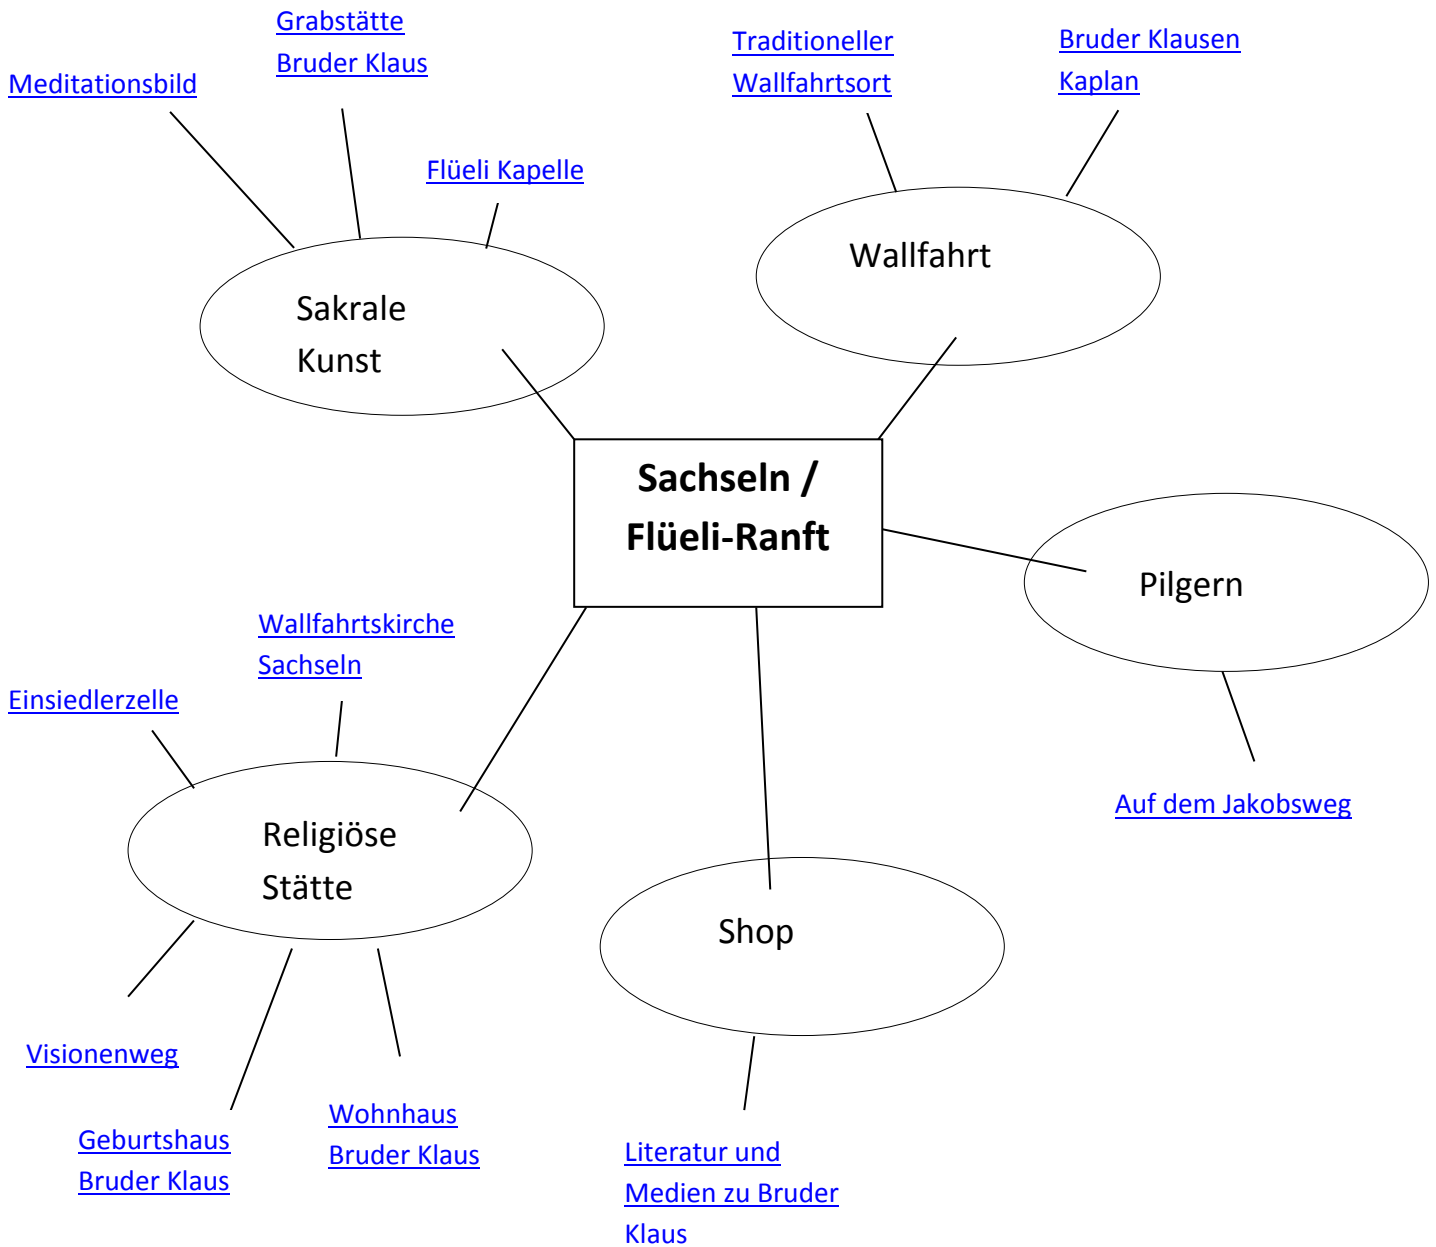 Grabstätte
Bruder Klaus
Meditationsbild
Flüeli Kapelle
Traditioneller
Wallfahrtsort
Bruder Klausen
Kaplan
Sakrale
Kunst
Wallfahrt
Sachseln /
Flüeli-Ranft
Pilgern
Auf dem Jakobsweg
Wallfahrtskirche
Sachseln
Einsiedlerzelle
Religiöse
Stätte
Shop
Visionenweg
Geburtshaus
Bruder Klaus
Wohnhaus
Bruder Klaus
Literatur und
Medien zu Bruder
Klaus